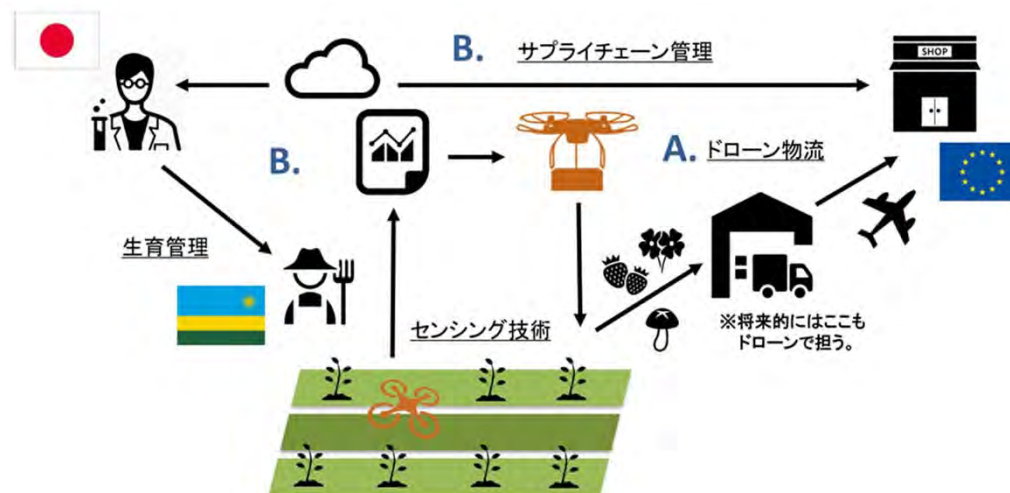 B. サプライチェーン管理
SHOP
B.
A. ドローン物流
生育管理
センシング技術
※将来的にはここも
ドローンで担う。